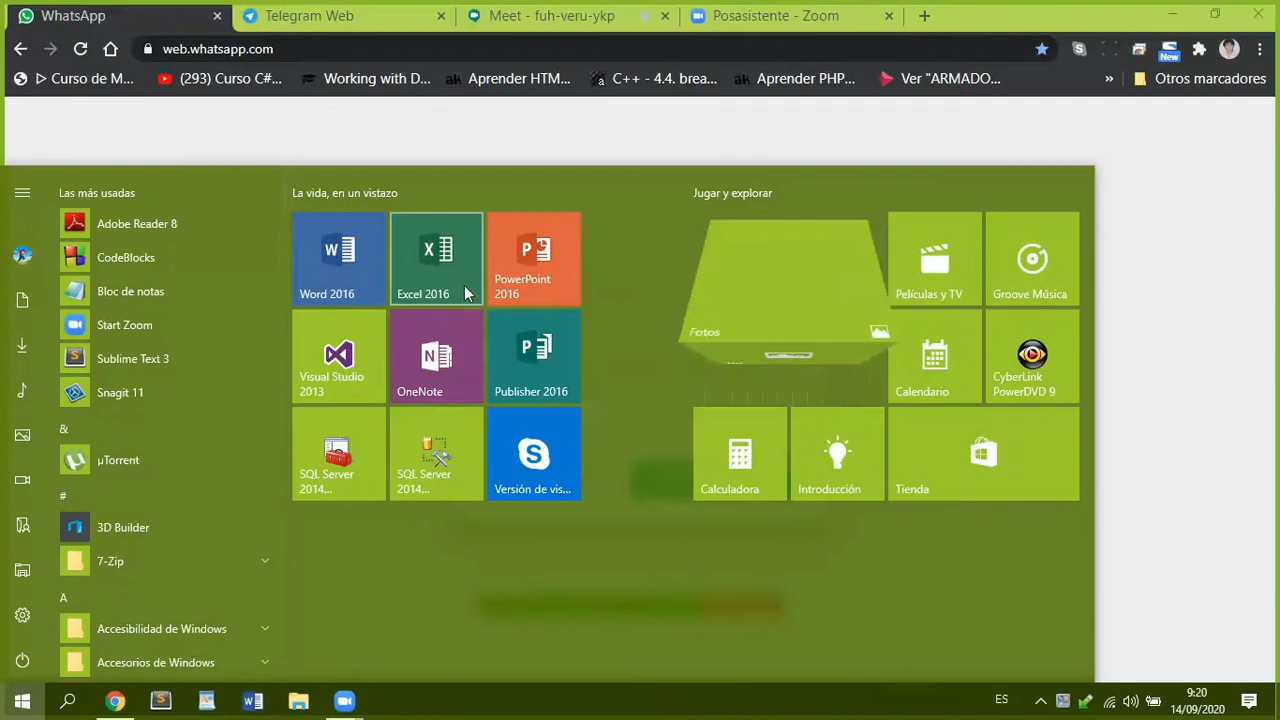 WhatsApp
Telegram Web
Meet - fuh-veru-ykp
Posasistente - Zoom
web.whatsapp.com
New
Curso de M...
(293) Curso C#...
Working with D...
ak Aprender HTM...
C++ - 4.4. brea...
ak Aprender PHP...
Ver "ARMADO...
»
Otros marcadores
Las más usadas
La vida, en un vistazo
Jugar y explorar
Adobe Reader 8
CodeBlocks
Bloc de notas
Start Zoom
Sublime Text 3
Snagit 11
&
µTorrent
#
3D Builder
7-Zip
A
Accesibilidad de Windows
Accesorios de Windows
Word 2016
Excel 2016
PowerPoint
2016
Visual Studio
2013
OneNote
Publisher 2016
SQL Server
2014...
SQL Server
2014...
Versión de vis...
Fotos
Películas y TV
Groove Música
Calendario
CyberLink
PowerDVD 9
Calculadora
Introducción
Tienda
ES
9:20
14/09/2020